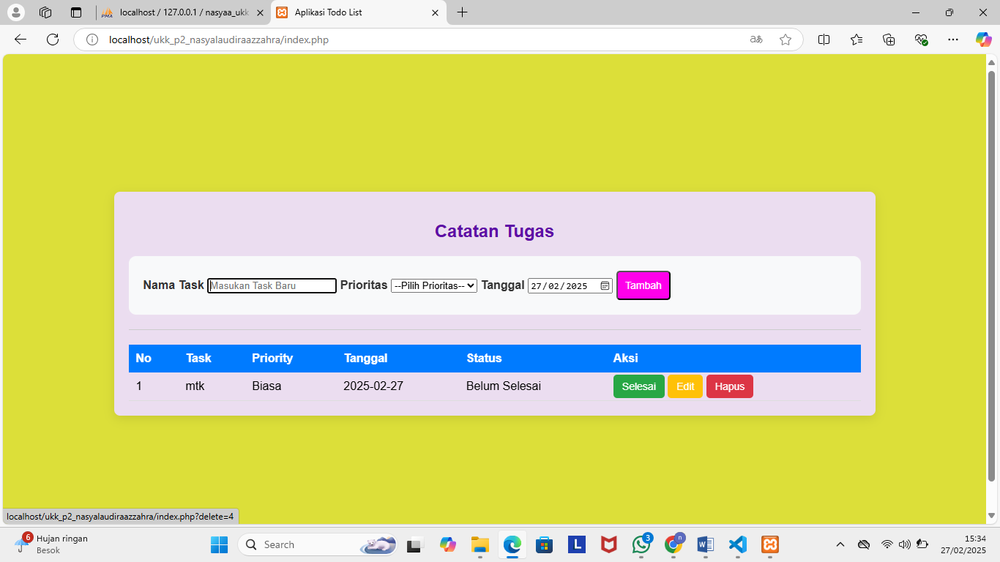 localhost / 127.0.0.1 / nasyaa_ukk
Aplikasi Todo List
localhost/ukk_p2_nasyalaudiraazzahra/index.php
Catatan Tugas
Nama Task Masukan Task Baru Prioritas --Pilih Prioritas-- Tanggal 27/02/2025 Tambah
No Task Priority Tanggal Status Aksi
1 mtk Biasa 2025-02-27 Belum Selesai Selesai Edit Hapus
localhost/ukk_p2_nasyalaudiraazzahra/index.php?delete=4
6 Hujan ringan
Besok
Search
L
3
n
15:34
27/02/2025